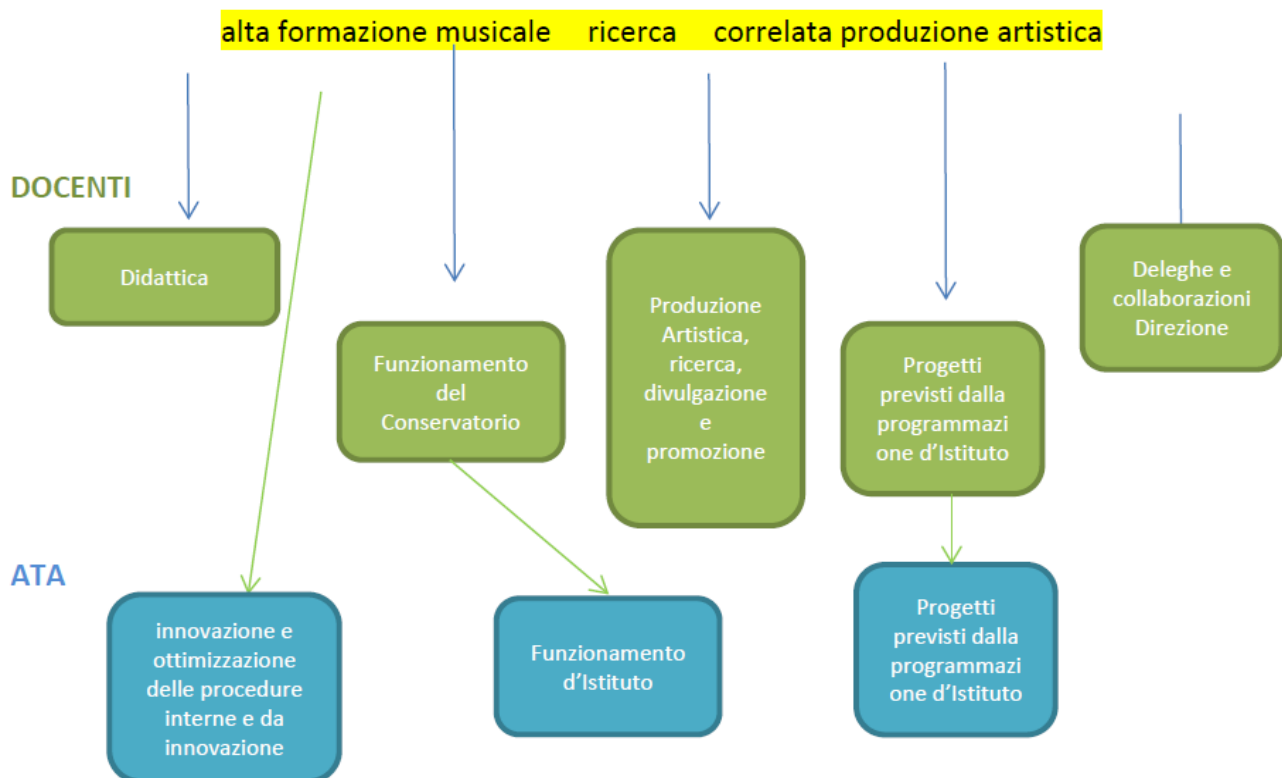 alta formazione musicale ricerca correlata produzione artistica
DOCENTI
Didattica
Funzionamento
del
Conservatorio
Produzione
Artistica,
ricerca,
divulgazione
e
promozione
Progetti
previsti dalla
programmazi
one d’Istituto
Deleghe e
collaborazioni
Direzione
ATA
innovazione e
ottimizzazione
delle procedure
interne e da
innovazione
Funzionamento
d’Istituto
Progetti
previsti dalla
programmazi
one d’Istituto